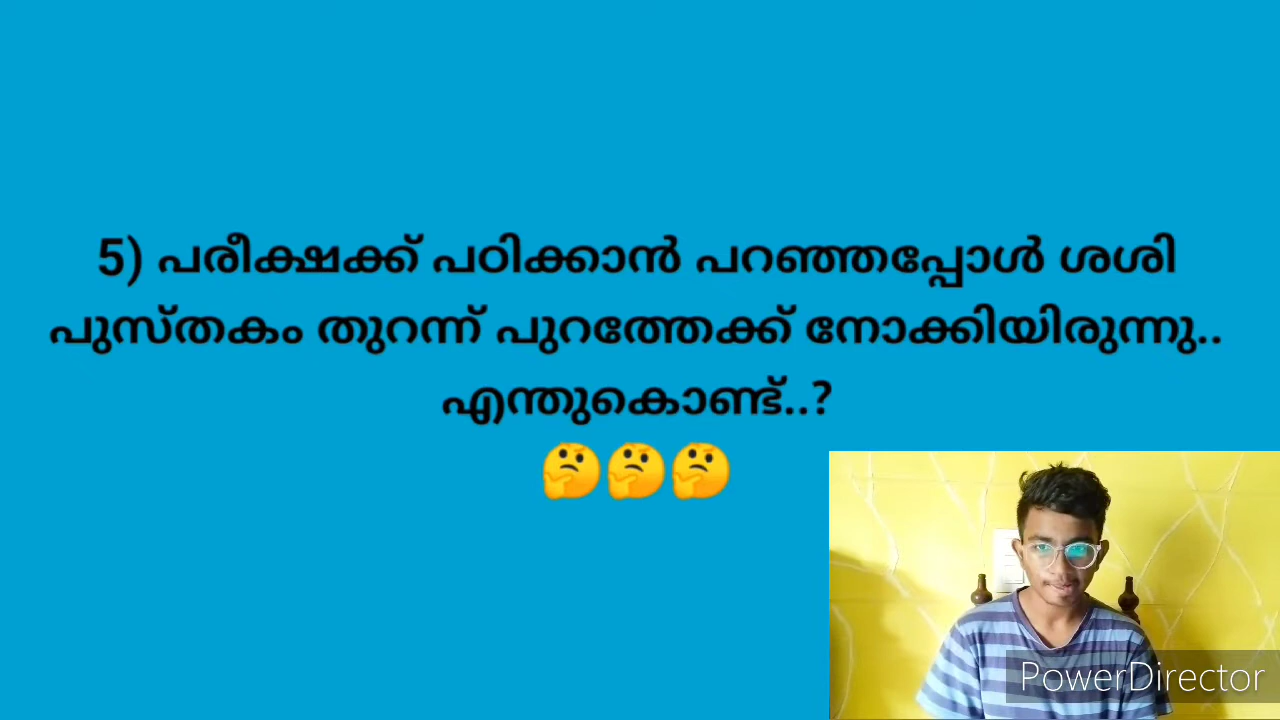 5) പരീക്ഷക്ക് പഠിക്കാൻ പറഞ്ഞപ്പോൾ ശശി
പുസ്തകം തുറന്ന് പുറത്തേക്ക് നോക്കിയിരുന്നു..
എന്തുകൊണ്ട്..?
🤔🤔🤔
PowerDirector